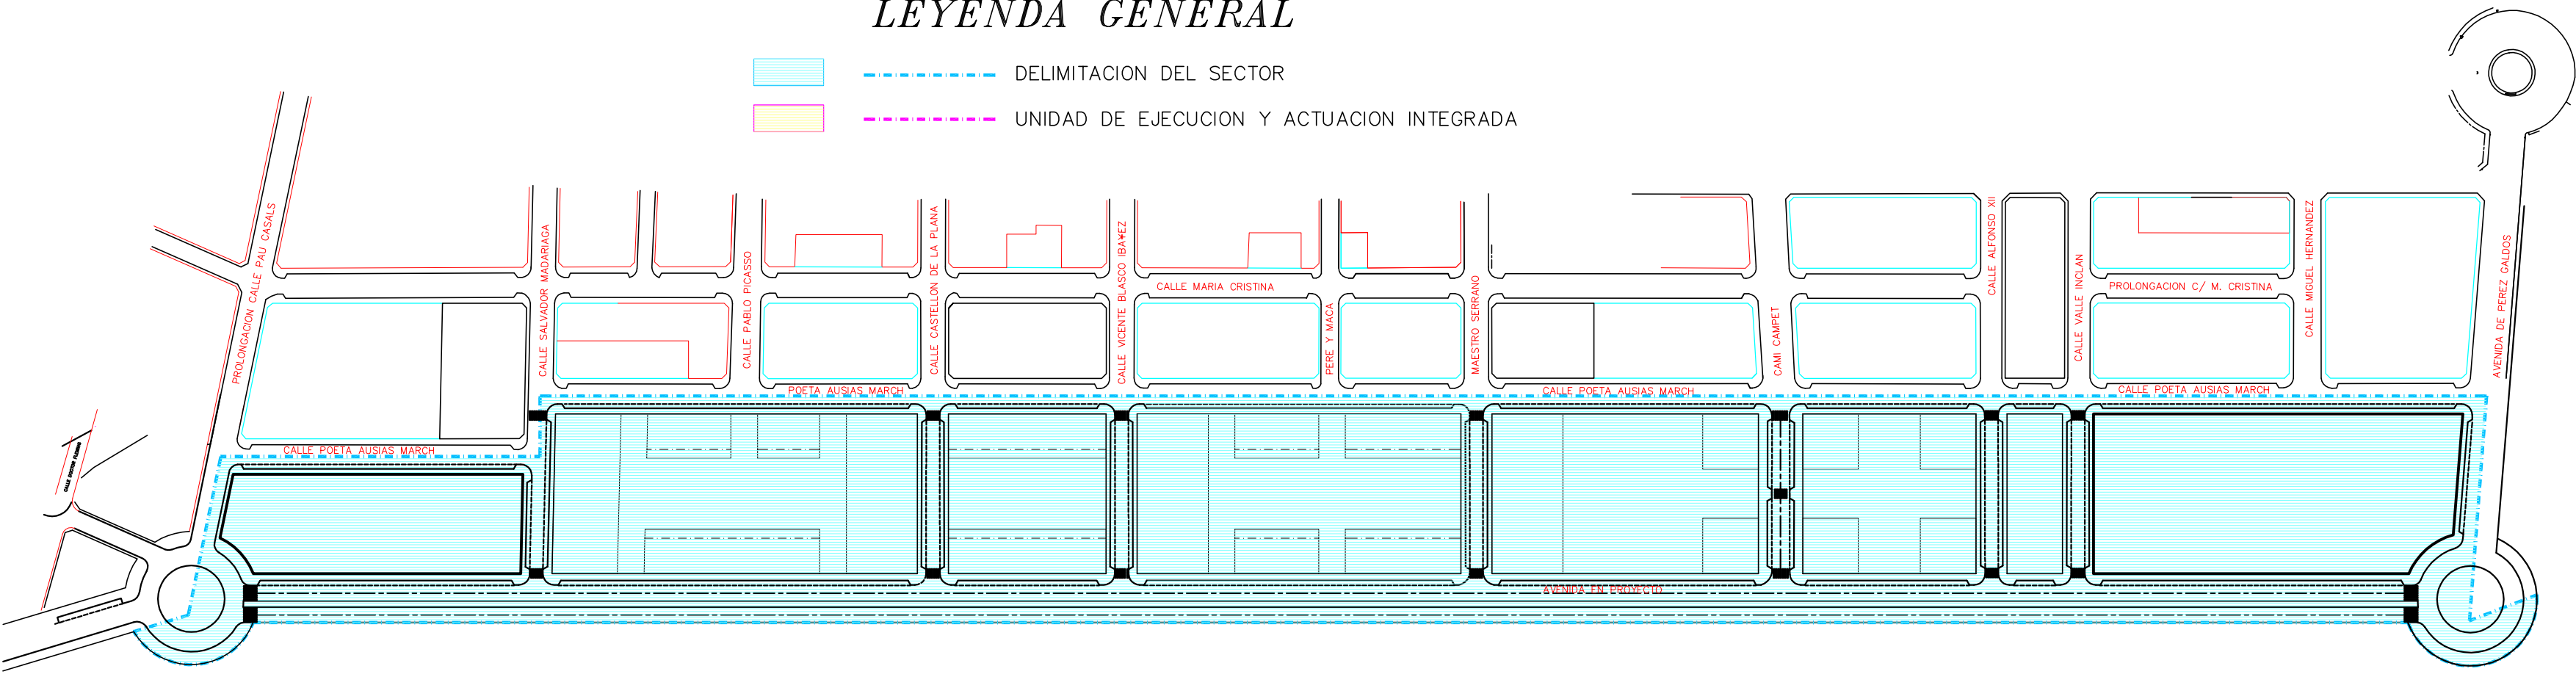 LEYENDA GENERAL
DELIMITACION DEL SECTOR
UNIDAD DE EJECUCION Y ACTUACION INTEGRADA
PROLONGACION CALLE PAU CASALS
CALLE SALVADOR MADARIAGA
CALLE PABLO PICASSO
CALLE CASTELLON DE LA PLANA
CALLE VICENTE BLASCO IBA¥EZ
CALLE MARIA CRISTINA
PERE Y MACA
MAESTRO SERRANO
CAMI CAMPET
CALLE ALFONSO XII
CALLE VALLE INCLAN
PROLONGACION C/ M. CRISTINA
CALLE MIGUEL HERNANDEZ
AVENIDA DE PEREZ GALDOS
POETA AUSIAS MARCH
CALLE POETA AUSIAS MARCH
CALLE POETA AUSIAS MARCH
CALLE POETA AUSIAS MARCH
CALLE DOCTOR FLEMING
AVENIDA EN PROYECTO